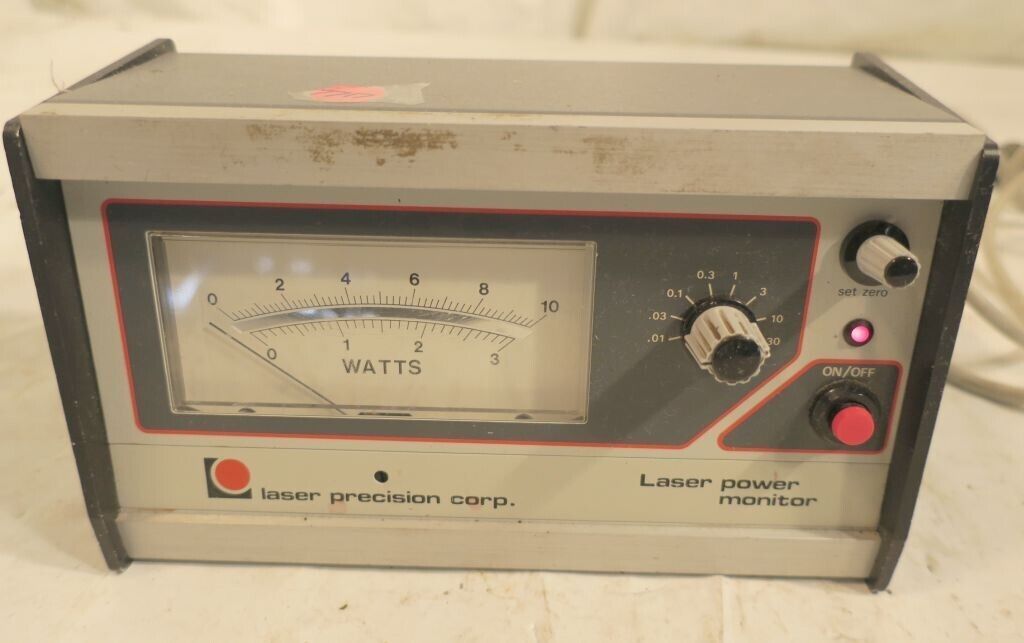 0 2 4 6 8 10
0 1 2 3
WATTS
.01 .03 0.1 0.3 1 3 10 30
set zero
ON/OFF
laser precision corp.
Laser power
monitor